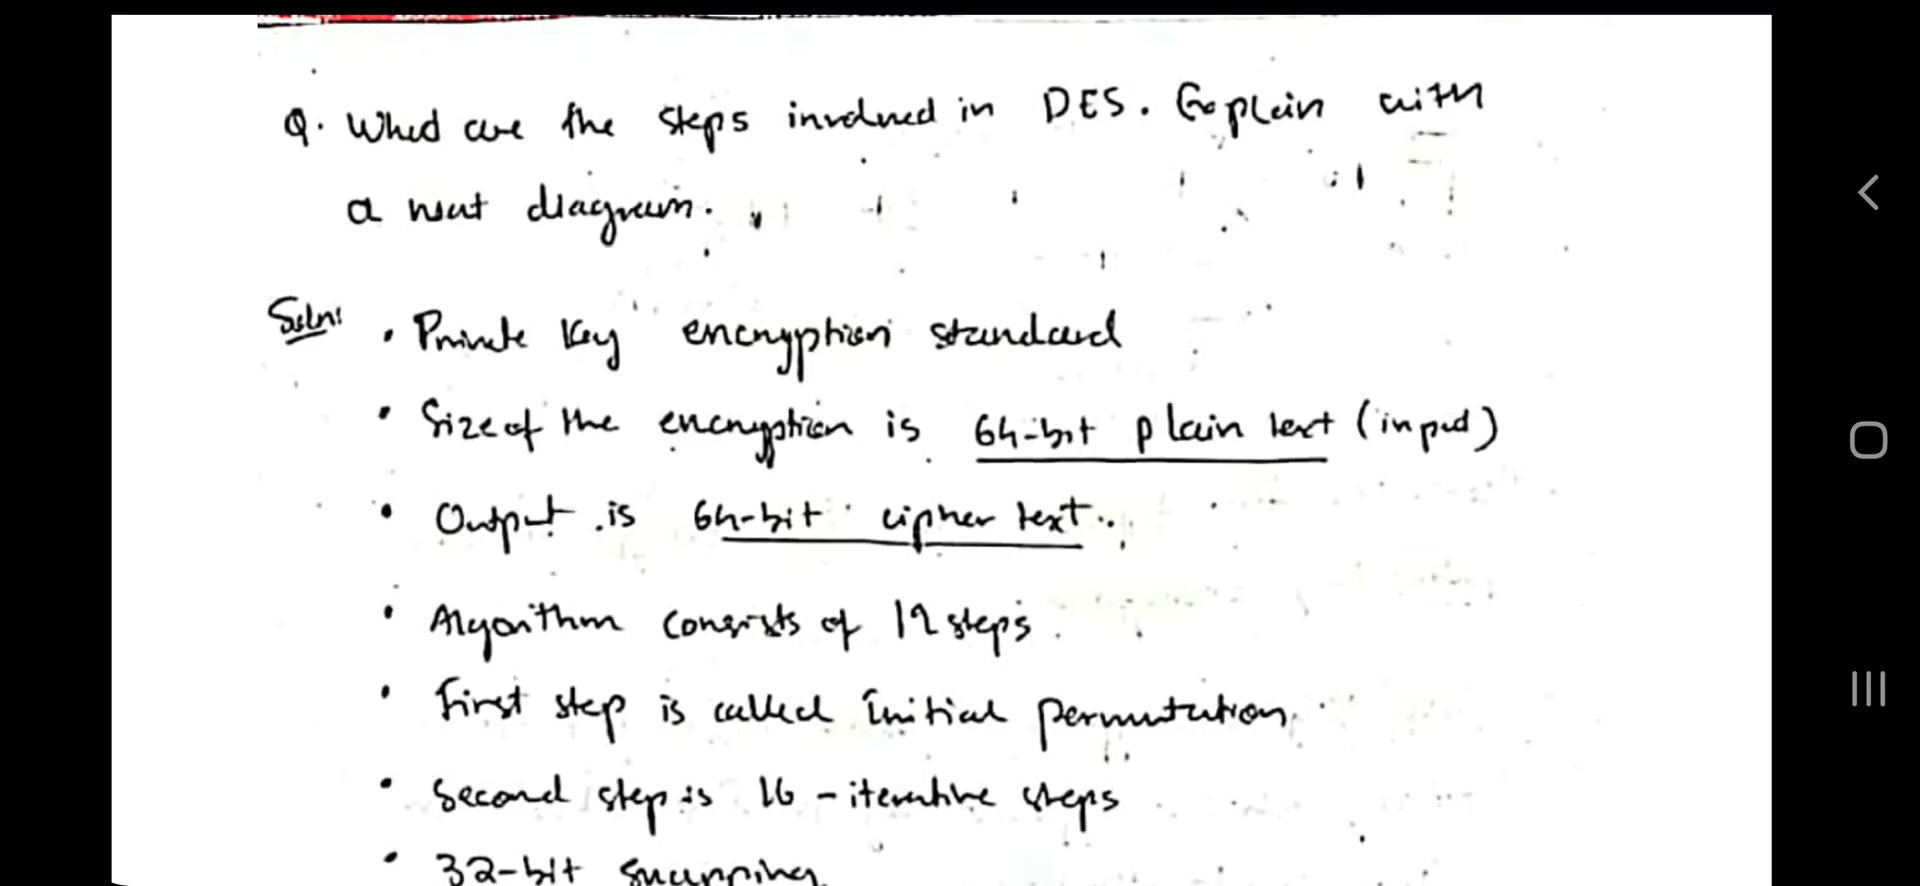 Q. What are the steps involved in DES. Explain with
a neat diagram.
Soln: • Private Key encryption standard
• Size of the encryption is 64-bit plain text (input)
• Output is 64-bit cipher text.
• Algorithm consists of 19 steps.
• First step is called Initial permutation.
• Second step is 16 - iterative steps
• 32-bit swapping